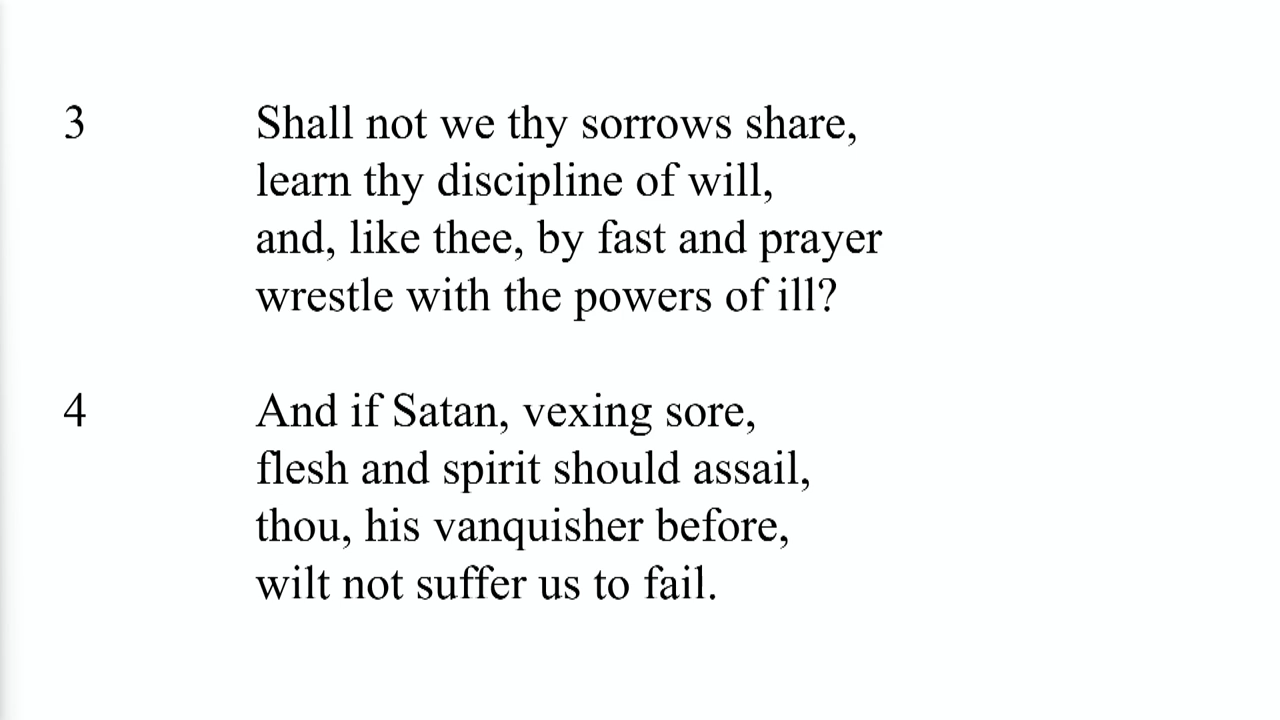 3 Shall not we thy sorrows share,
learn thy discipline of will,
and, like thee, by fast and prayer
wrestle with the powers of ill?
4 And if Satan, vexing sore,
flesh and spirit should assail,
thou, his vanquisher before,
wilt not suffer us to fail.